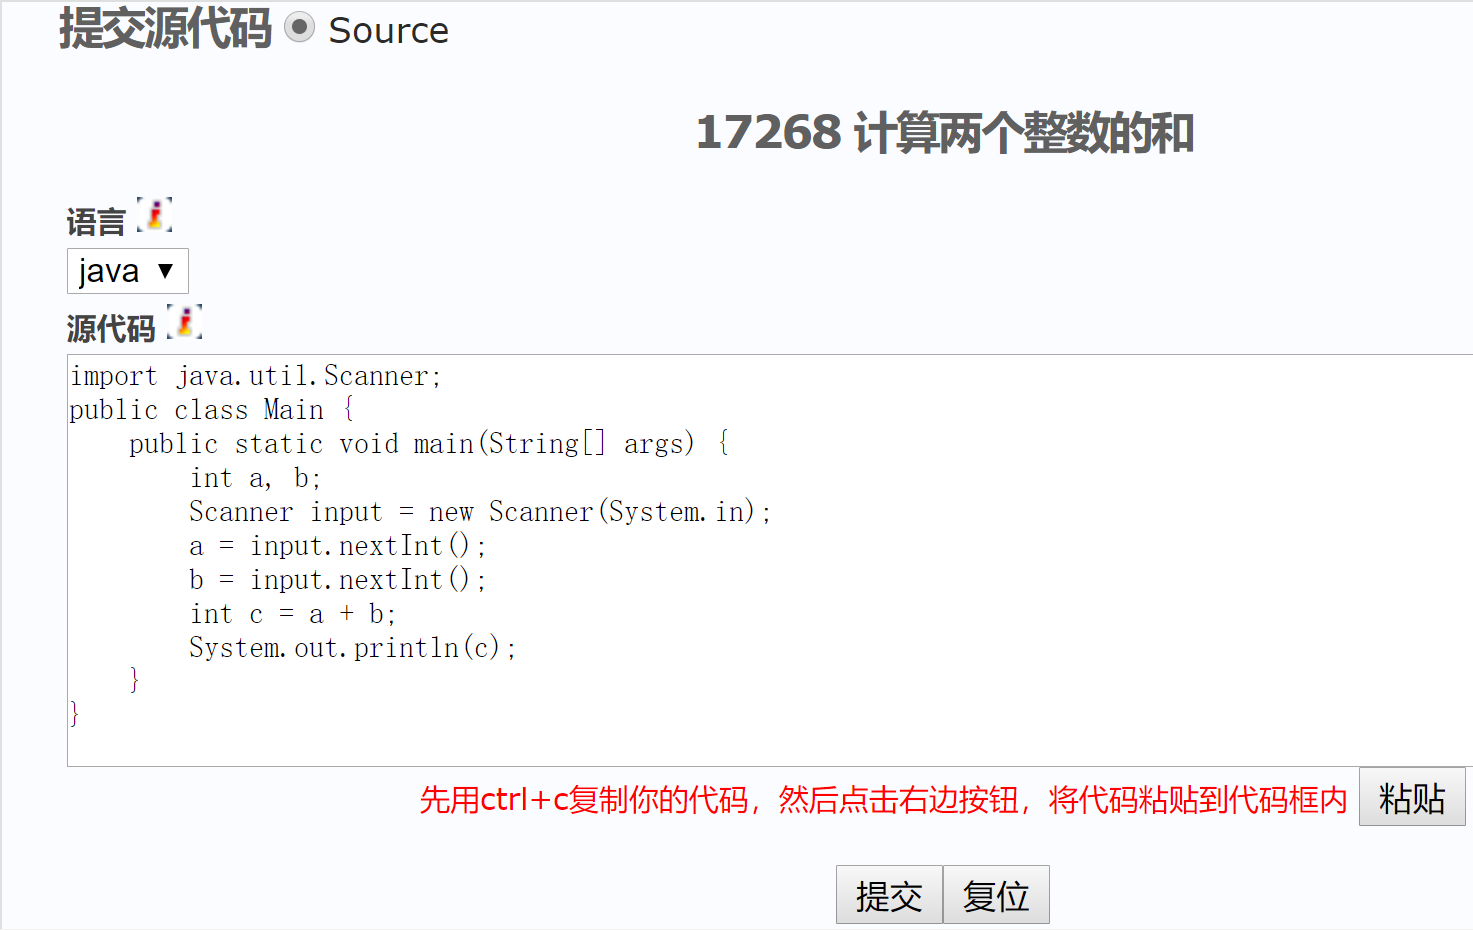 提交源代码 Source
17268 计算两个整数的和
语言
java ▼
源代码
import java.util.Scanner;
public class Main {
    public static void main(String[] args) {
        int a, b;
        Scanner input = new Scanner(System.in);
        a = input.nextInt();
        b = input.nextInt();
        int c = a + b;
        System.out.println(c);
    }
}
先用ctrl+c复制你的代码，然后点击右边按钮，将代码粘贴到代码框内 粘贴
提交 复位